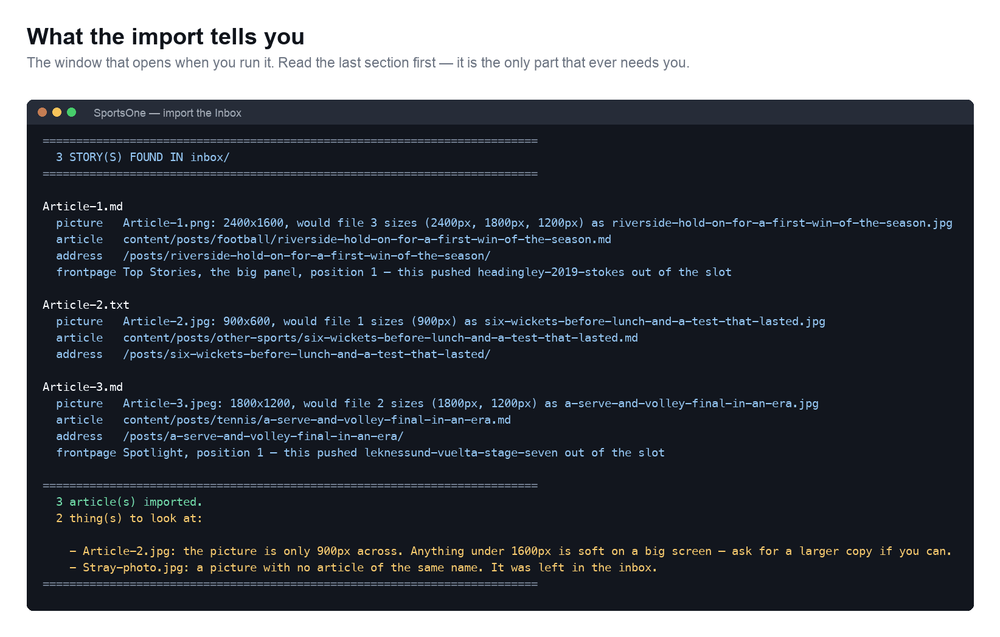 What the import tells you
The window that opens when you run it. Read the last section first — it is the only part that ever needs you.
SportsOne — import the Inbox
==========================================================================
3 STORY(S) FOUND IN inbox/
==========================================================================
Article-1.md
picture Article-1.png: 2400x1600, would file 3 sizes (2400px, 1800px, 1200px) as riverside-hold-on-for-a-first-win-of-the-season.jpg
article content/posts/football/riverside-hold-on-for-a-first-win-of-the-season.md
address /posts/riverside-hold-on-for-a-first-win-of-the-season/
frontpage Top Stories, the big panel, position 1 — this pushed headingley-2019-stokes out of the slot
Article-2.txt
picture Article-2.jpg: 900x600, would file 1 sizes (900px) as six-wickets-before-lunch-and-a-test-that-lasted.jpg
article content/posts/other-sports/six-wickets-before-lunch-and-a-test-that-lasted.md
address /posts/six-wickets-before-lunch-and-a-test-that-lasted/
Article-3.md
picture Article-3.jpeg: 1800x1200, would file 2 sizes (1800px, 1200px) as a-serve-and-volley-final-in-an-era.jpg
article content/posts/tennis/a-serve-and-volley-final-in-an-era.md
address /posts/a-serve-and-volley-final-in-an-era/
frontpage Spotlight, position 1 — this pushed leknessund-vuelta-stage-seven out of the slot
==========================================================================
3 article(s) imported.
2 thing(s) to look at:
- Article-2.jpg: the picture is only 900px across. Anything under 1600px is soft on a big screen — ask for a larger copy if you can.
- Stray-photo.jpg: a picture with no article of the same name. It was left in the inbox.
==========================================================================